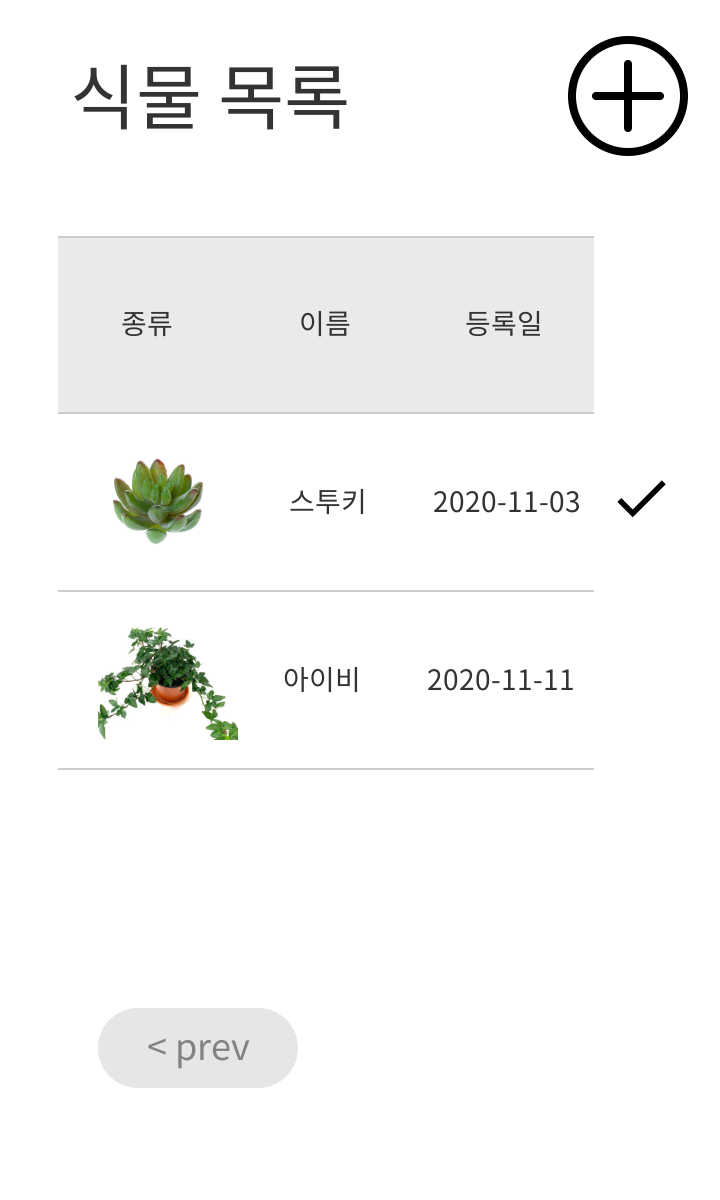 식물 목록
종류 이름 등록일
스투키 2020-11-03
아이비 2020-11-11
< prev